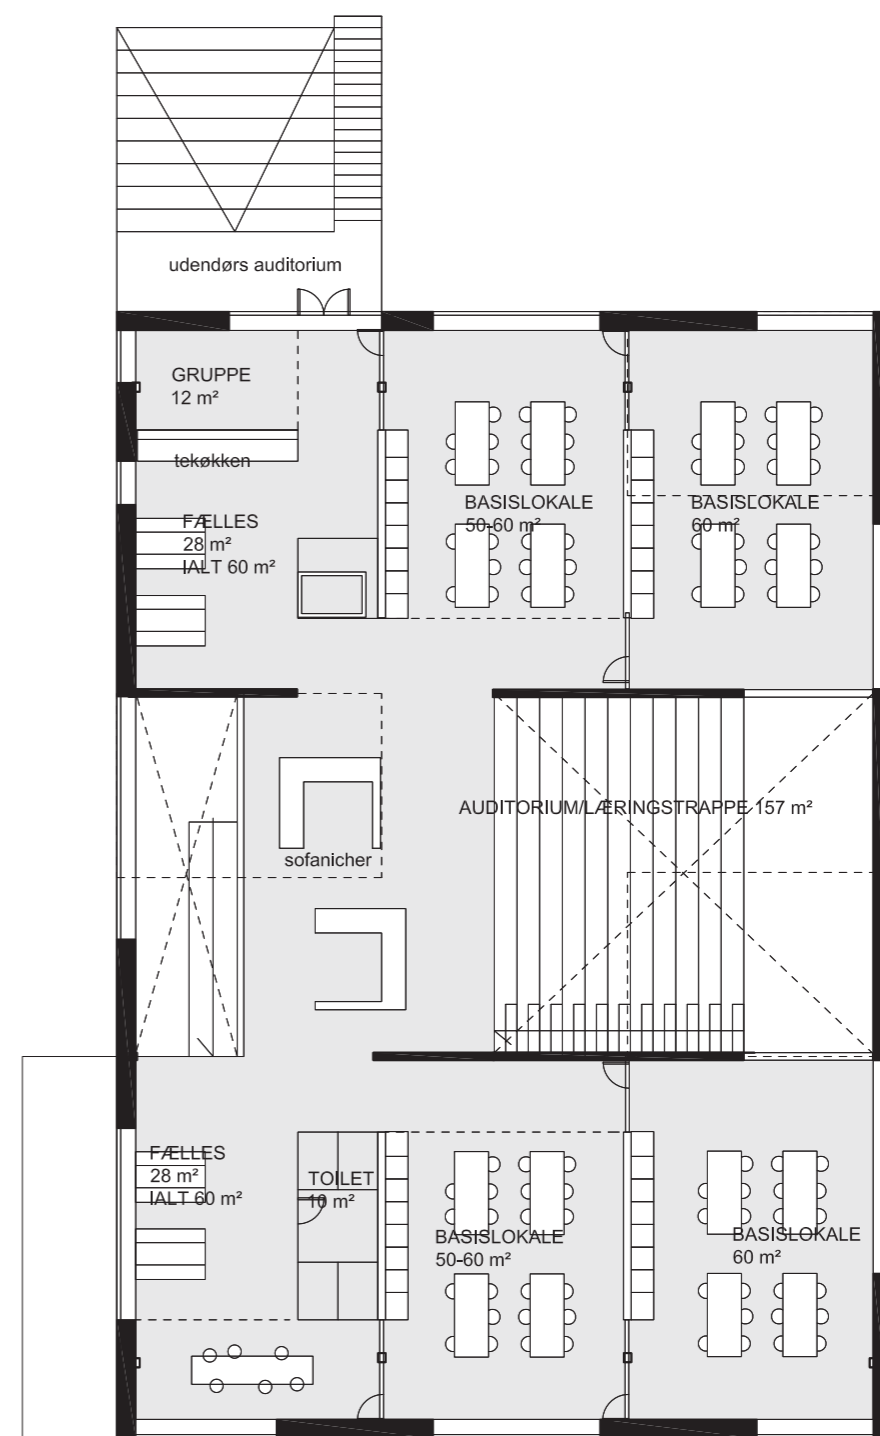 udendørs auditorium
GRUPPE
12 m²
tekøkken
FÆLLES
28 m²
IALT 60 m²
BASISLOKALE
50-60 m²
BASISLOKALE
60 m²
AUDITORIUM/LÆRINGSTRAPPE 157 m²
sofanicher
FÆLLES
28 m²
IALT 60 m²
TOILET
10 m²
BASISLOKALE
50-60 m²
BASISLOKALE
60 m²